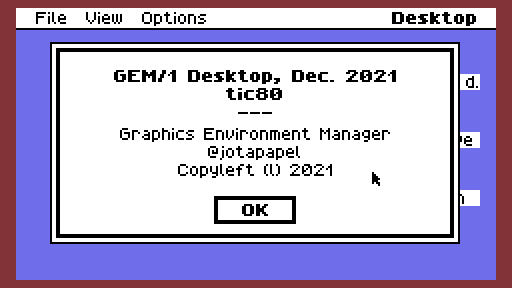 File View Options Desktop
GEM/1 Desktop, Dec. 2021
tic80
---
Graphics Environment Manager
@jotapapel
Copyleft (l) 2021
OK
d.